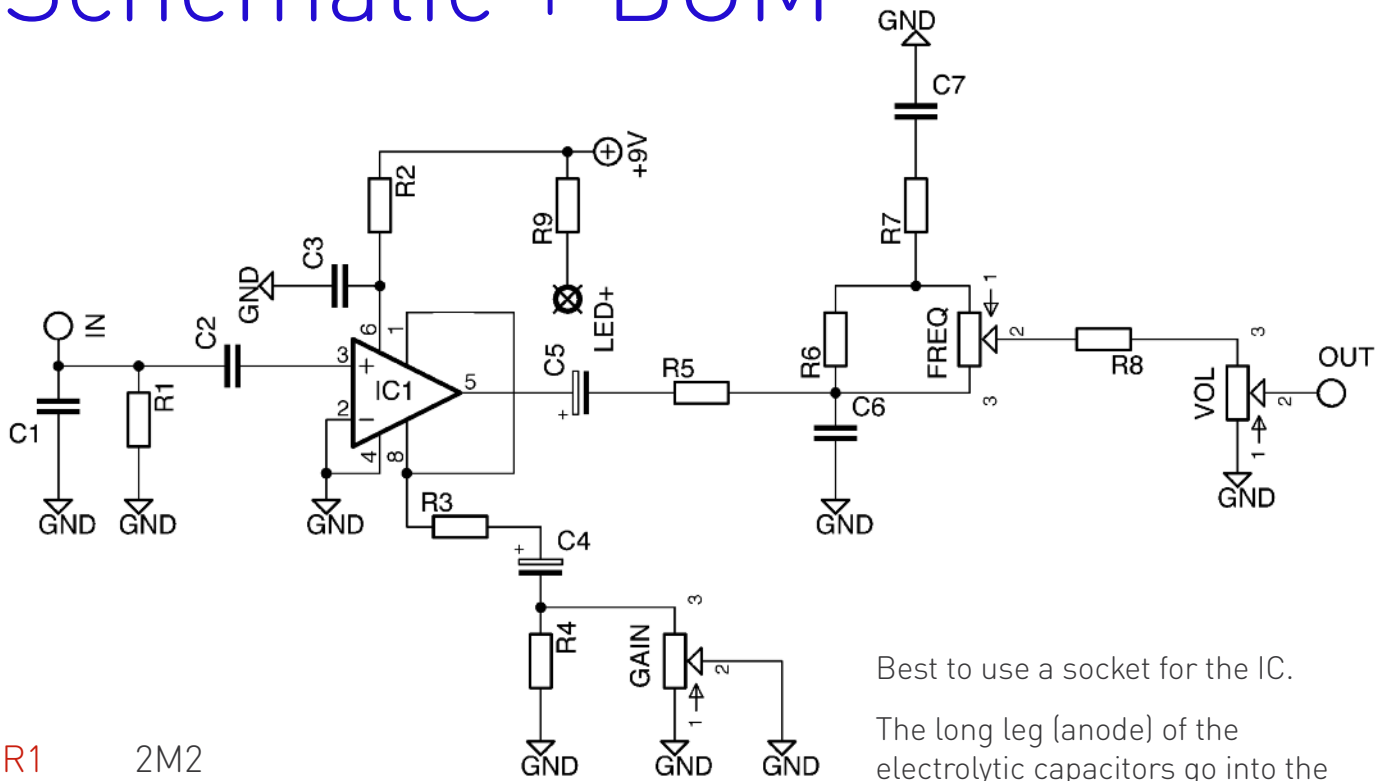 Schematic + BOM
GND
C7
+9V
R2
R9
R7
C3
GND
LED+
IN
C2
6
1
3
+
IC1
5
2
−
4
8
C5
+
R5
R6
FREQ
1
2
3
R8
3
VOL
2
1
OUT
C1
R1
C6
GND
GND
GND
GND
GND
R3
+
C4
R4
GAIN
3
2
1
GND
GND
GND
Best to use a socket for the IC.
The long leg (anode) of the
electrolytic capacitors go into the
R1 2M2